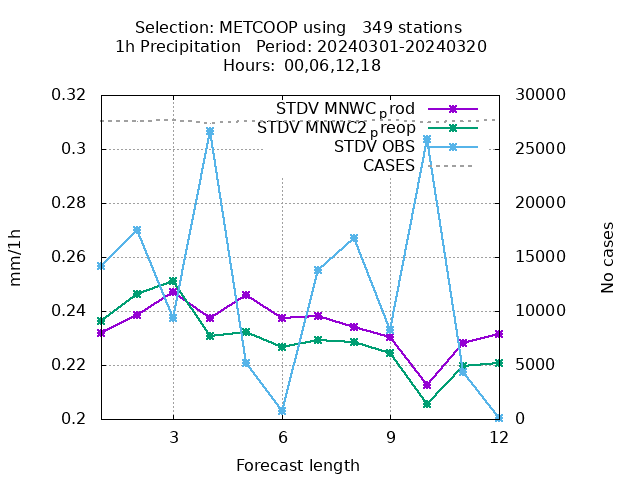 Selection: METCOOP using   349 stations
1h Precipitation   Period: 20240301-20240320
Hours: 00,06,12,18
STDV MNWC_prod
STDV MNWC2_preop
STDV OBS
CASES
0.32
0.3
0.28
0.26
0.24
0.22
0.2
mm/1h
30000
25000
20000
15000
10000
5000
0
No cases
3 6 9 12
Forecast length